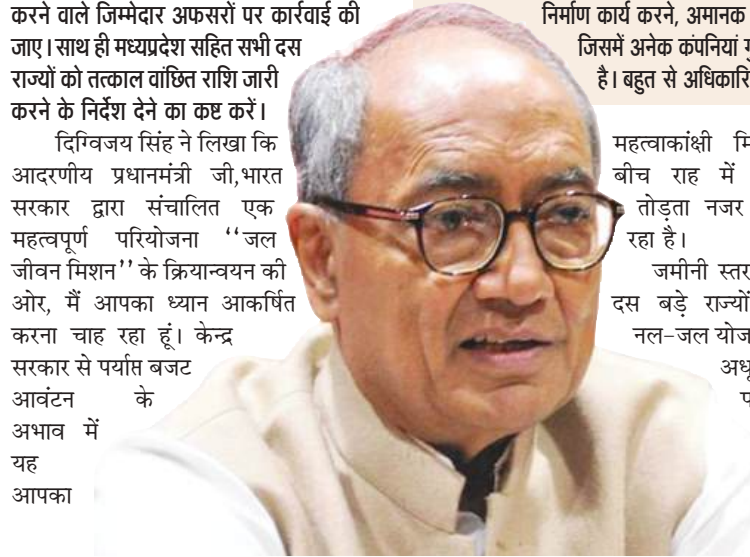 करने वाले जिम्मेदार अफसरों पर कार्रवाई की
जाए। साथ ही मध्यप्रदेश सहित सभी दस
राज्यों को तत्काल वांछित राशि जारी
करने के निर्देश देने का कष्ट करें।
दिग्विजय सिंह ने लिखा कि
आदरणीय प्रधानमंत्री जी,भारत
सरकार द्वारा संचालित एक
महत्वपूर्ण परियोजना ‘‘जल
जीवन मिशन’’ के क्रियान्वयन की
ओर, मैं आपका ध्यान आकर्षित
करना चाह रहा हूं। केन्द्र
सरकार से पर्याप्त बजट
आवंटन के
अभाव में
यह
आपका
निर्माण कार्य करने, अमानक
जिसमें अनेक कंपनियां
है। बहुत से
महत्वाकांक्षी
बीच राह में
तोड़ता नजर
रहा है।
जमीनी स्तर
दस बड़े राज्यों
नल-जल